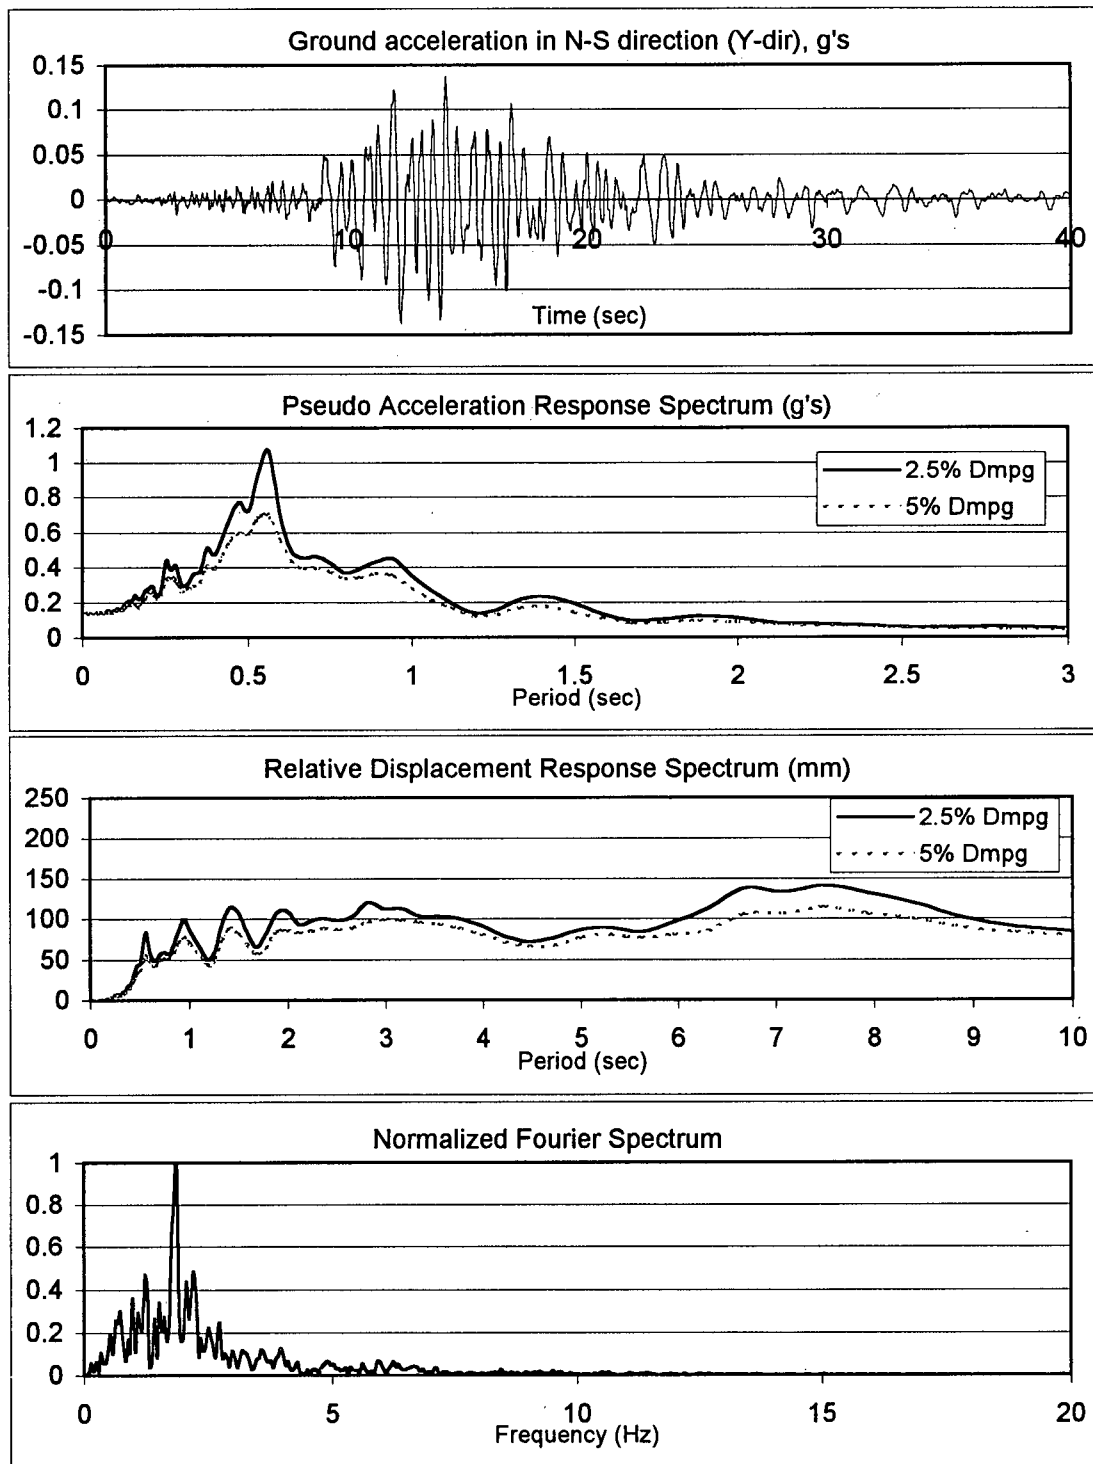 Ground acceleration in N-S direction (Y-dir), g's
0.15
0.1
0.05
0
-0.05
-0.1
-0.15
0 10 20 30 40
Time (sec)
Pseudo Acceleration Response Spectrum (g's)
1.2
1
0.8
0.6
0.4
0.2
0
2.5% Dmpg
5% Dmpg
0 0.5 1 1.5 2 2.5 3
Period (sec)
Relative Displacement Response Spectrum (mm)
250
200
150
100
50
0
2.5% Dmpg
5% Dmpg
0 1 2 3 4 5 6 7 8 9 10
Period (sec)
Normalized Fourier Spectrum
1
0.8
0.6
0.4
0.2
0
0 5 10 15 20
Frequency (Hz)